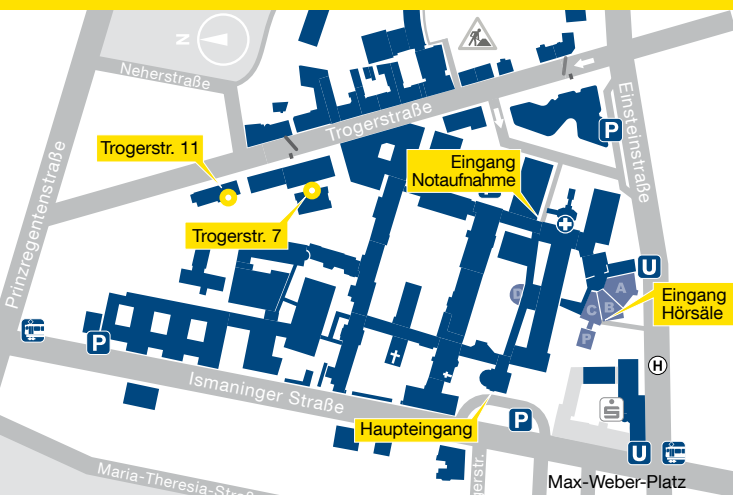 N
Neherstraße
Trogerstraße
Einsteinstraße
P
Prinzregentenstraße
Trogerstr. 11
Eingang
Notaufnahme
Trogerstr. 7
U
A
B
C
D
P
Eingang
Hörsäle
P
H
Ismaninger Straße
S
Haupteingang
P
U
Max-Weber-Platz